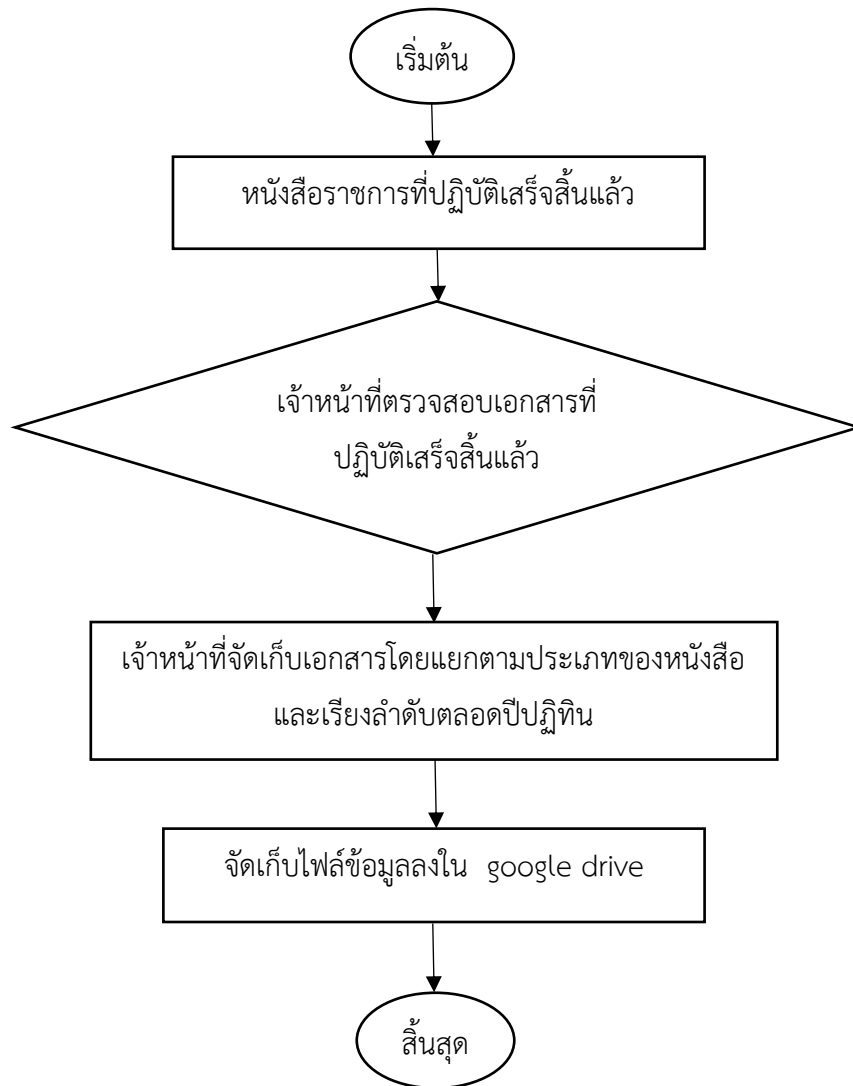 เริ่มต้น
หนังสือราชการที่ปฏิบัติเสร็จสิ้นแล้ว
เจ้าหน้าที่ตรวจสอบเอกสารที่
ปฏิบัติเสร็จสิ้นแล้ว
เจ้าหน้าที่จัดเก็บเอกสารโดยแยกตามประเภทของหนังสือ
และเรียงลำดับตลอดปีปฏิทิน
จัดเก็บไฟล์ข้อมูลลงใน google drive
สิ้นสุด